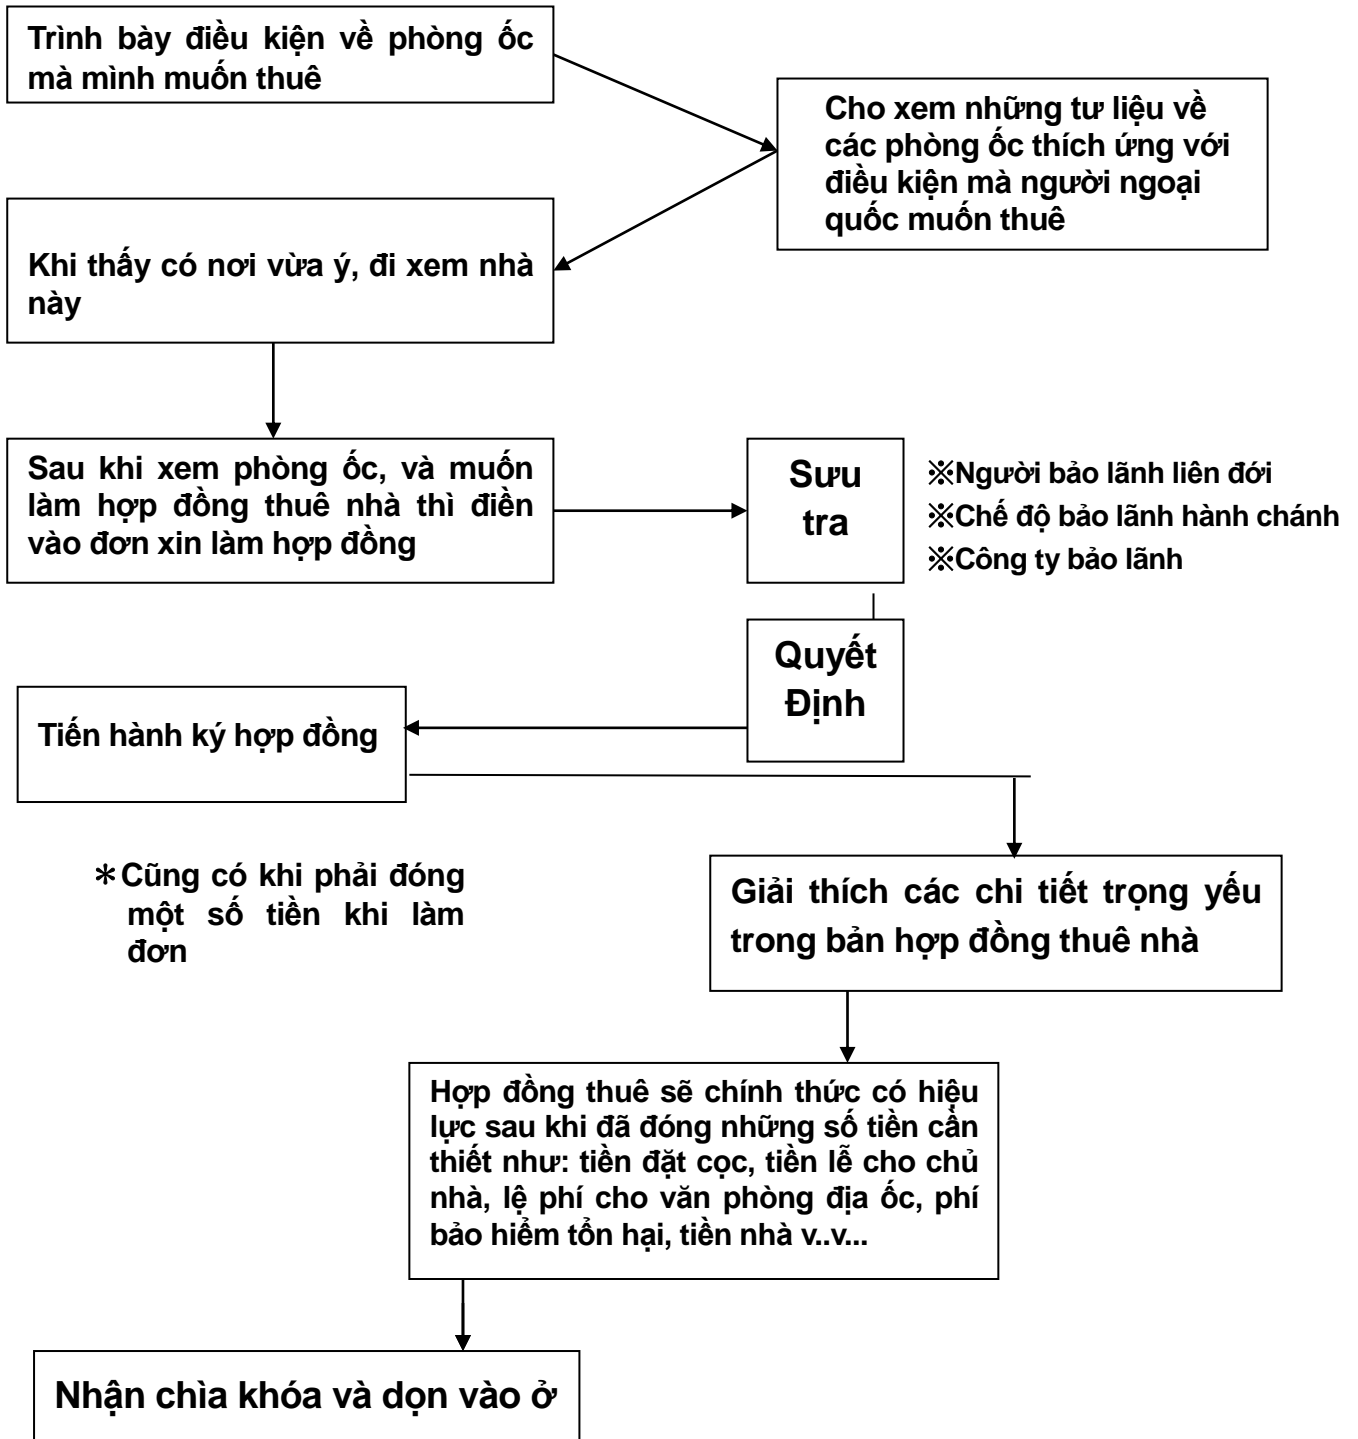 Trình bày điều kiện về phòng ốc
mà mình muốn thuê
Cho xem những tư liệu về
các phòng ốc thích ứng với
điều kiện mà người ngoại
quốc muốn thuê
Khi thấy có nơi vừa ý, đi xem nhà
này
Sau khi xem phòng ốc, và muốn
làm hợp đồng thuê nhà thì điền
vào đơn xin làm hợp đồng
Sưu
tra
※Người bảo lãnh liên đới
※Chế độ bảo lãnh hành chánh
※Công ty bảo lãnh
Quyết
Định
Tiến hành ký hợp đồng
＊Cũng có khi phải đóng
một số tiền khi làm
đơn
Giải thích các chi tiết trọng yếu
trong bản hợp đồng thuê nhà
Hợp đồng thuê sẽ chính thức có hiệu
lực sau khi đã đóng những số tiền cần
thiết như: tiền đặt cọc, tiền lễ cho chủ
nhà, lệ phí cho văn phòng địa ốc, phí
bảo hiểm tổn hại, tiền nhà v..v...
Nhận chìa khóa và dọn vào ở